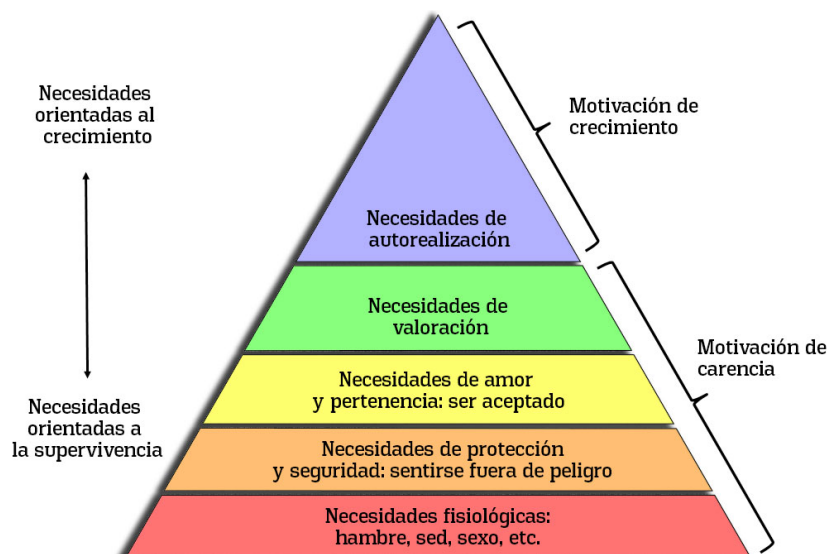 Necesidades
orientadas al
crecimiento
Motivación de
crecimiento
Necesidades de
autorealización
Necesidades de
valoración
Motivación de
carencia
Necesidades de amor
y pertenencia: ser aceptado
Necesidades
orientadas a
la supervivencia
Necesidades de protección
y seguridad: sentirse fuera de peligro
Necesidades fisiológicas:
hambre, sed, sexo, etc.